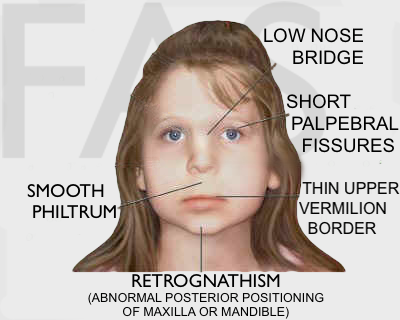 FAS
LOW NOSE
BRIDGE
SHORT
PALPEBRAL
FISSURES
SMOOTH
PHILTRUM
THIN UPPER
VERMILION
BORDER
RETROGNATHISM
(ABNORMAL POSTERIOR POSITIONING
OF MAXILLA OR MANDIBLE)